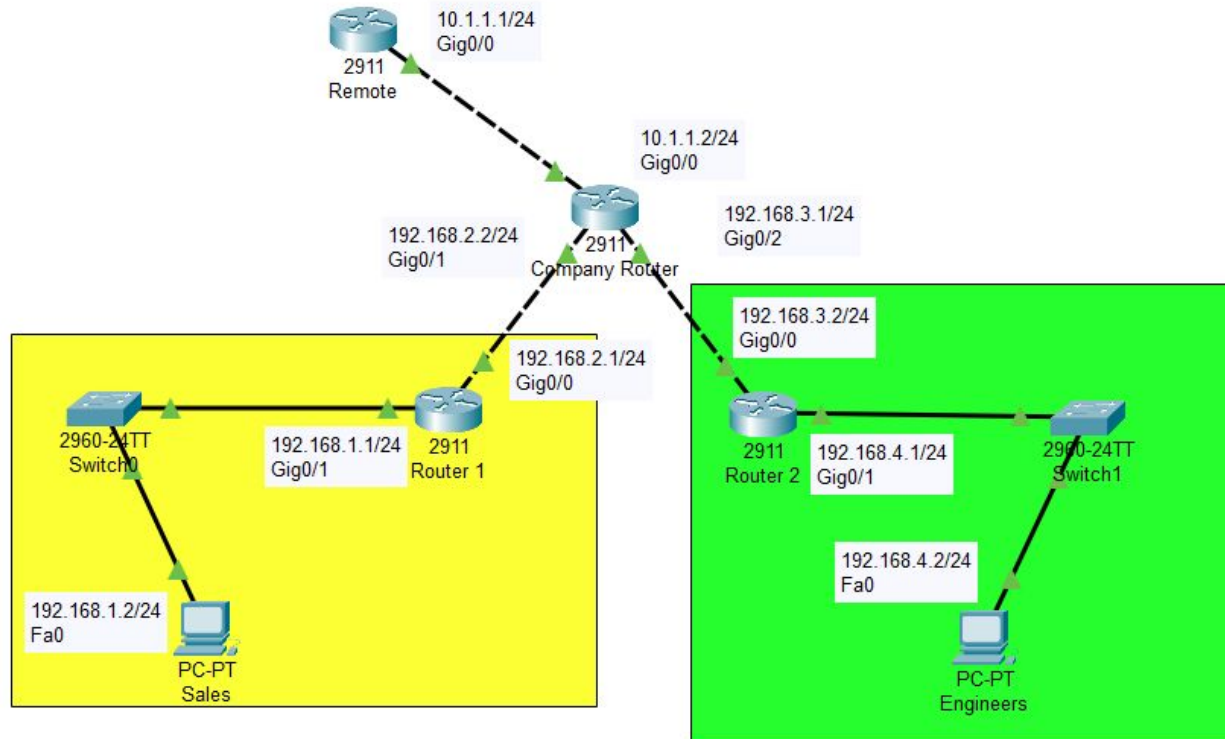 10.1.1.1/24
Gig0/0
2911
Remote
10.1.1.2/24
Gig0/0
192.168.2.2/24
Gig0/1
192.168.3.1/24
Gig0/2
2911
Company Router
192.168.2.1/24
Gig0/0
192.168.3.2/24
Gig0/0
2960-24TT
Switch0
192.168.1.1/24
Gig0/1
2911
Router 1
2911
Router 2
192.168.4.1/24
Gig0/1
2960-24TT
Switch1
192.168.1.2/24
Fa0
PC-PT
Sales
192.168.4.2/24
Fa0
PC-PT
Engineers